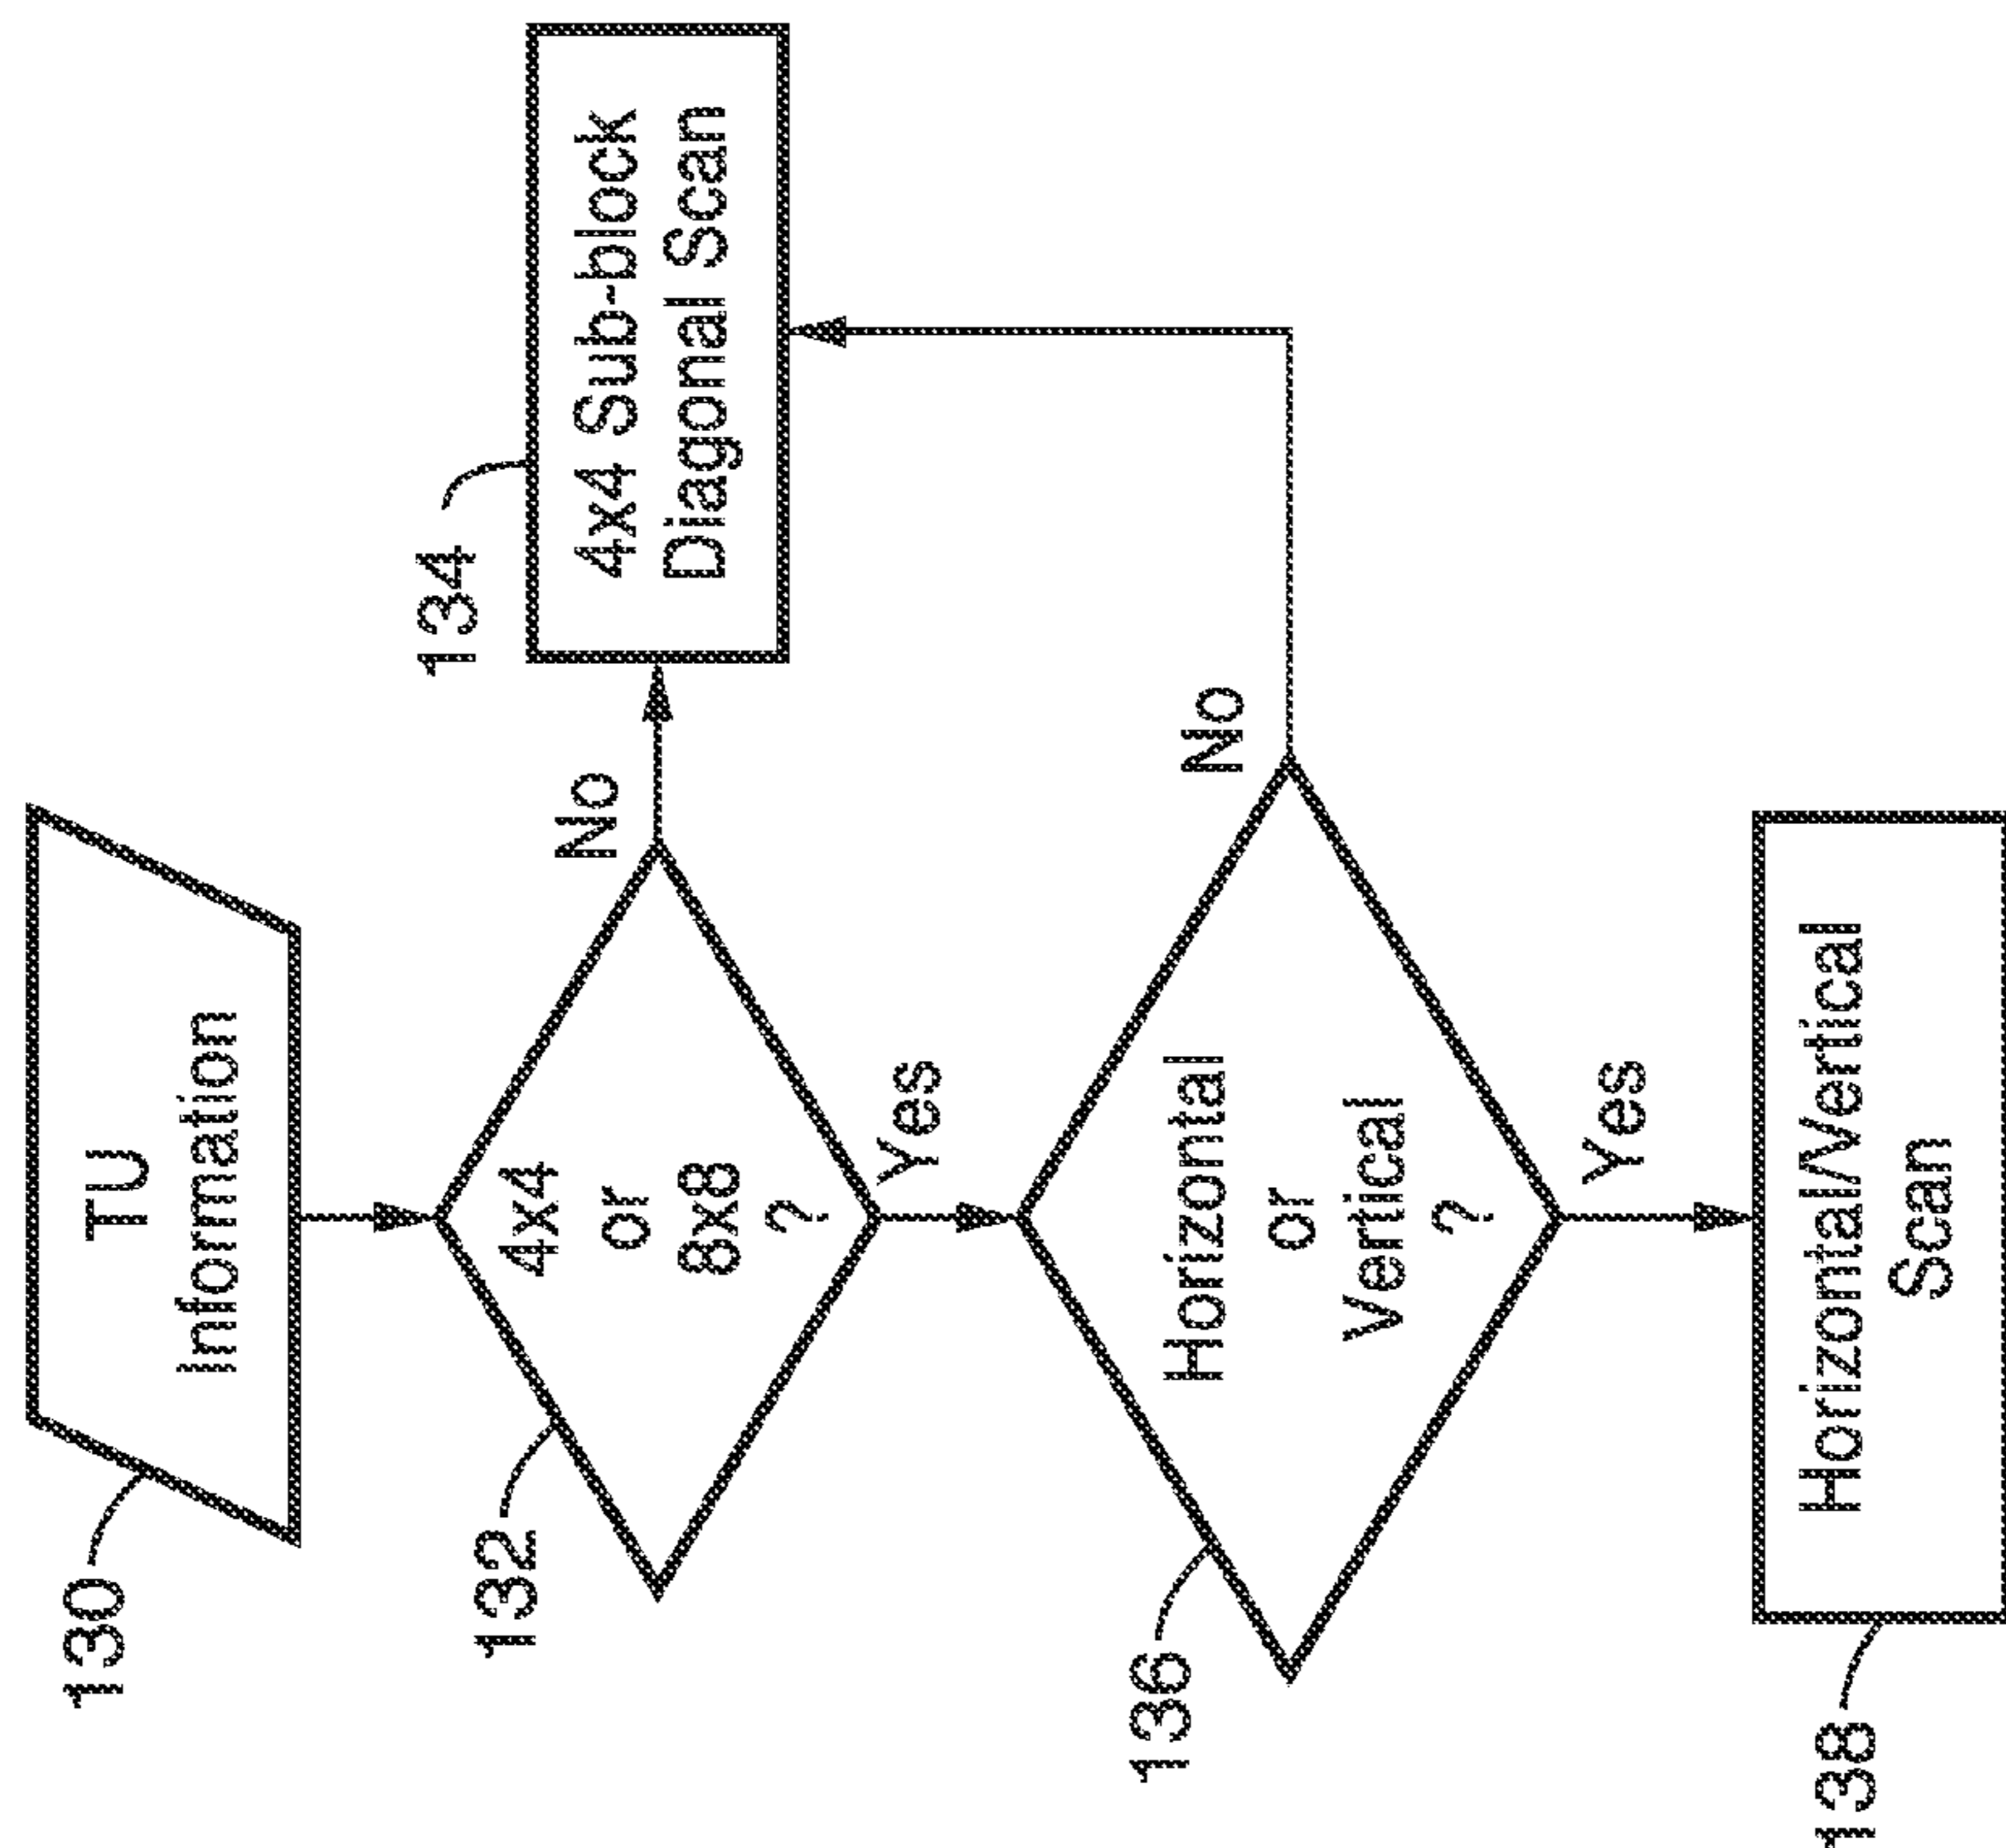 130
TU
Information
132
4x4
or
8x8
?
No
Yes
134
4x4 Sub-block
Diagonal Scan
136
Horizontal
or
Vertical
?
No
Yes
138
Horizontal/Vertical
Scan